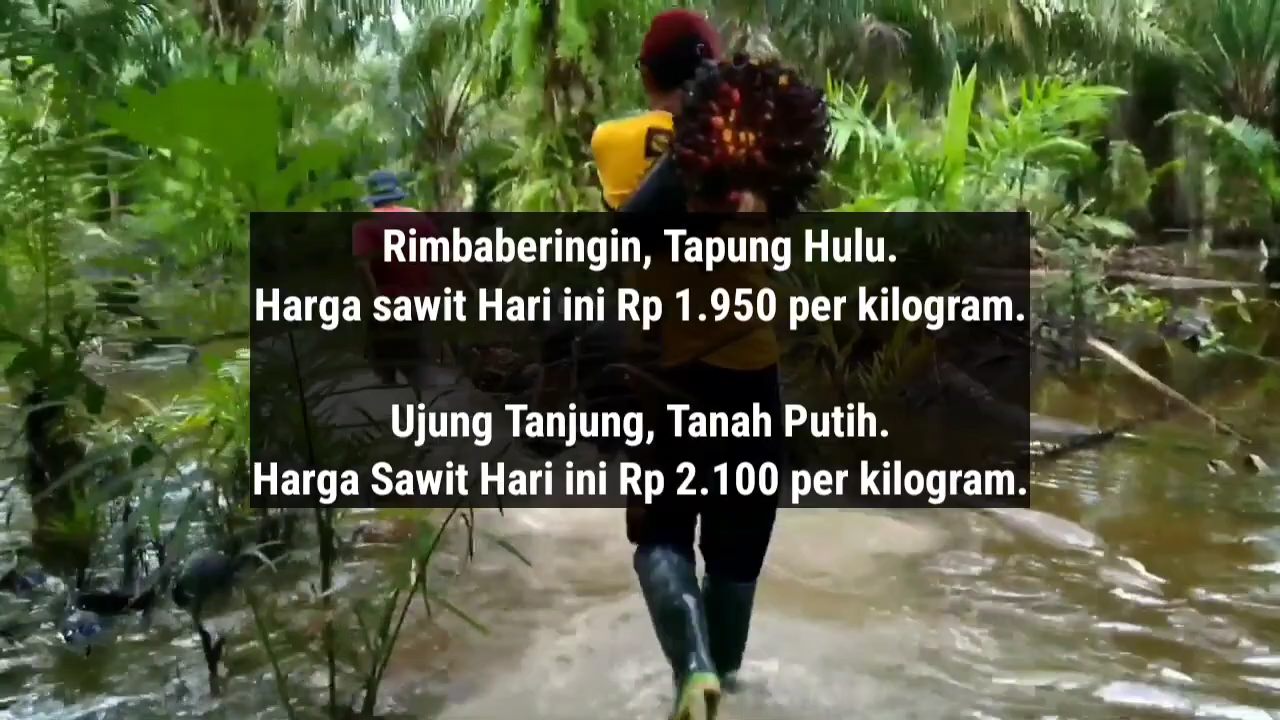 Rimbaberingin, Tapung Hulu.
Harga sawit Hari ini Rp 1.950 per kilogram.
Ujung Tanjung, Tanah Putih.
Harga Sawit Hari ini Rp 2.100 per kilogram.